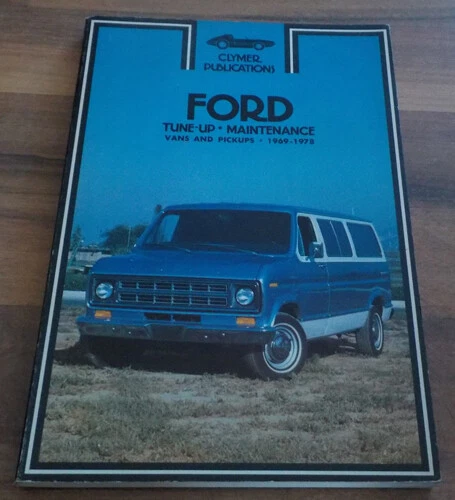 CLYMER
PUBLICATIONS
FORD
TUNE-UP • MAINTENANCE
VANS AND PICKUPS • 1969-1978